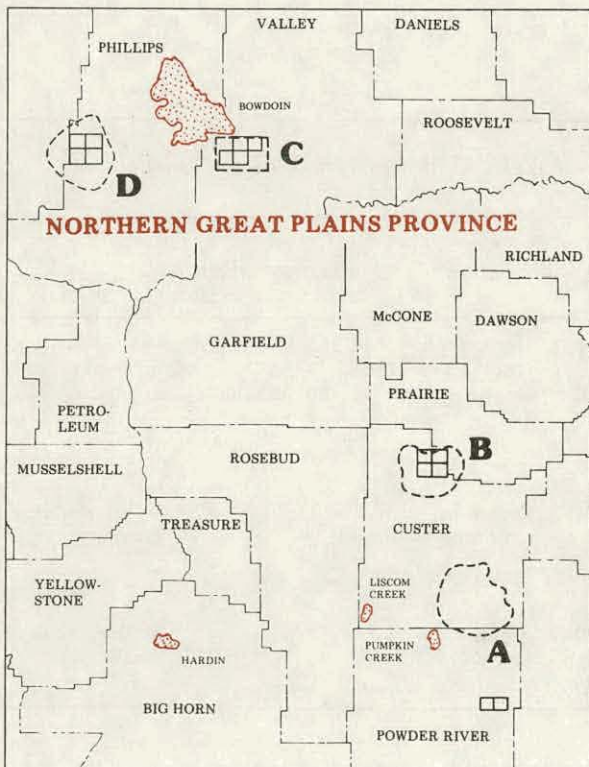 VALLEY
DANIELS
PHILLIPS
BOWDOIN
ROOSEVELT
C
D
NORTHERN GREAT PLAINS PROVINCE
RICHLAND
McCONE
DAWSON
GARFIELD
PRAIRIE
PETRO-
LEUM
B
ROSEBUD
MUSSELSHELL
TREASURE
CUSTER
YELLOW-
STONE
LISCOM
CREEK
PUMPKIN
CREEK
A
HARDIN
BIG HORN
POWDER RIVER